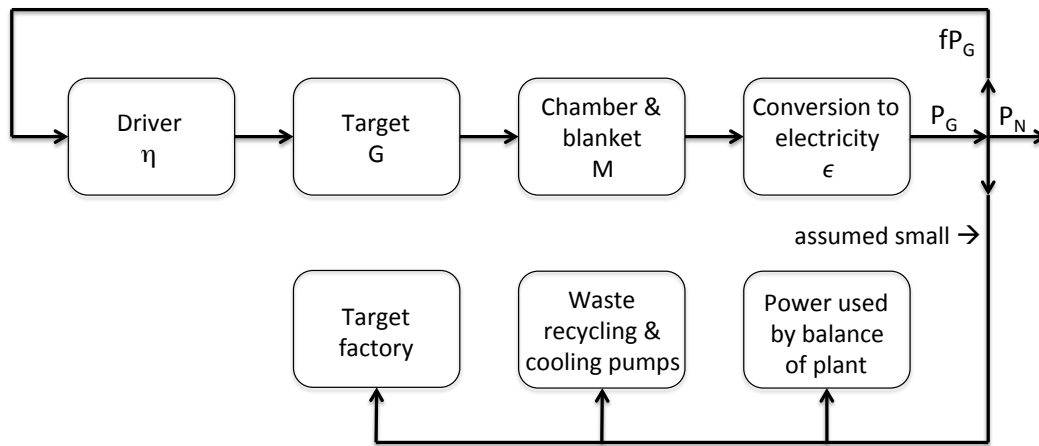 fP_G
Driver
η
Target
G
Chamber &
blanket
M
Conversion to
electricity
ϵ
P_G
P_N
assumed small →
Target
factory
Waste
recycling &
cooling pumps
Power used
by balance
of plant